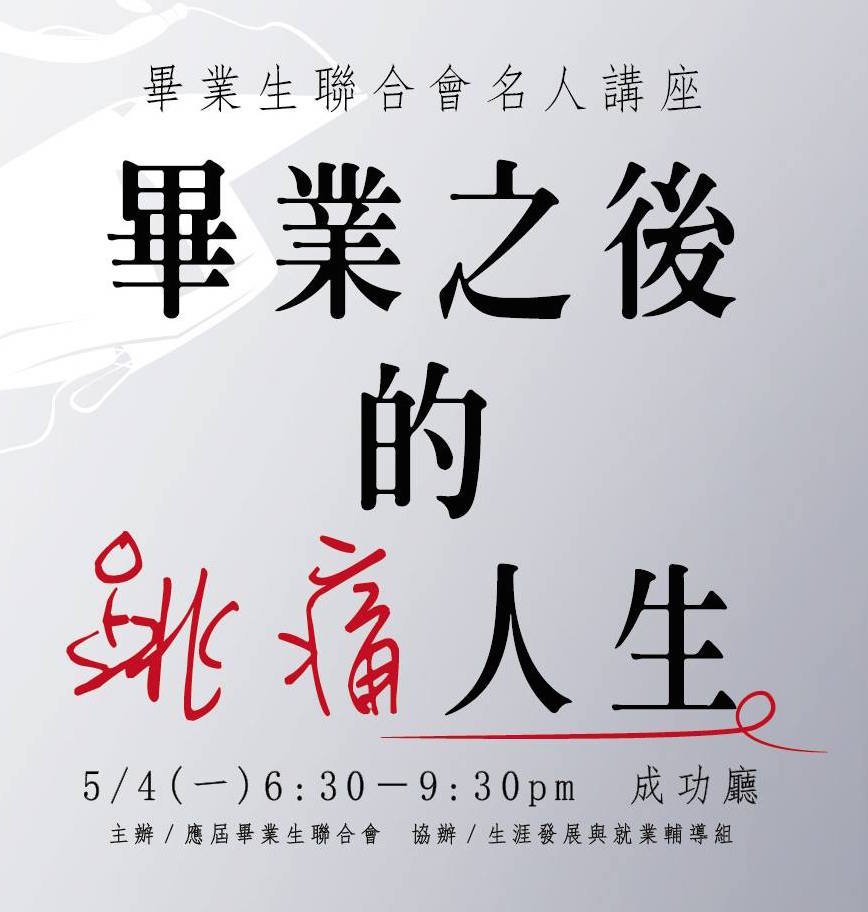 畢業生聯合會名人講座
畢業之後
的
跳痛人生
5/4(一)6:30－9:30pm 成功廳
主辦/應屆畢業生聯合會 協辦/生涯發展與就業輔導組